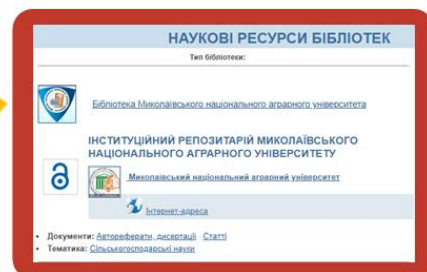 НАУКОВІ РЕСУРСИ БІБЛІОТЕК
Тип бібліотеки:
Бібліотека Миколаївського національного аграрного університета
ІНСТИТУЦІЙНИЙ РЕПОЗИТАРІЙ МИКОЛАЇВСЬКОГО
НАЦІОНАЛЬНОГО АГРАРНОГО УНІВЕРСИТЕТУ
Миколаївський національний аграрний університет
Інтернет-адреса
Документи: Автореферати, дисертації Статті
Тематика: Сільськогосподарські науки